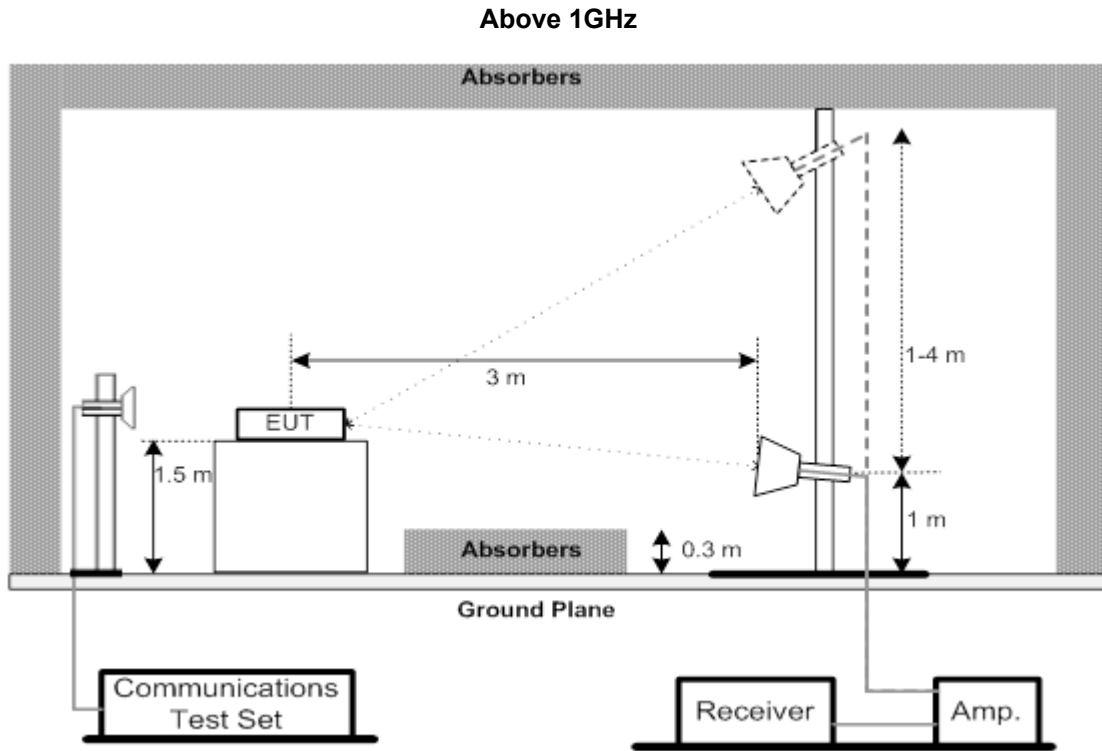 Above 1GHz
Absorbers
1-4 m
3 m
EUT
1.5 m
1 m
Absorbers
0.3 m
Ground Plane
Communications
Test Set
Receiver
Amp.